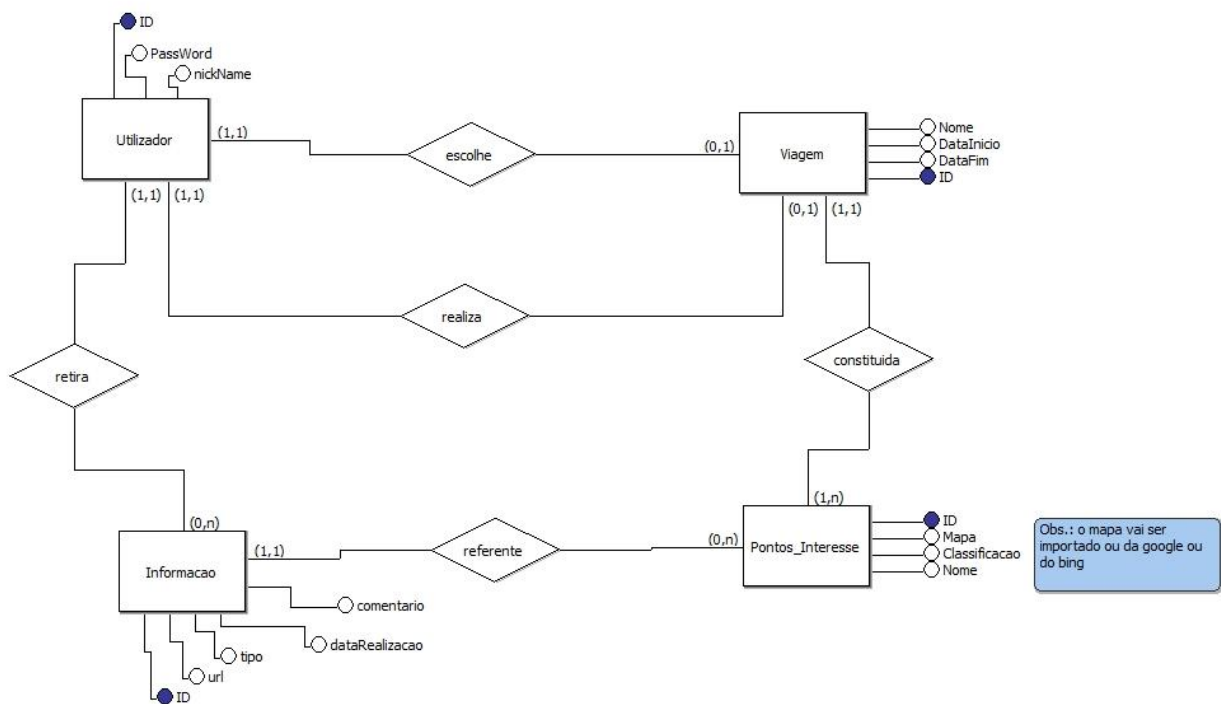 ID
PassWord
nickName
Utilizador
(1,1)
escolhe
(0,1)
Viagem
Nome
DataInicio
DataFim
ID
(1,1)
(1,1)
(0,1)
(1,1)
realiza
retira
constituida
(0,n)
(1,n)
(1,1)
referente
(0,n)
Informacao
Pontos_Interesse
ID
Mapa
Classificacao
Nome
Obs.: o mapa vai ser
importado ou da google ou
do bing
comentario
dataRealizacao
tipo
url
ID